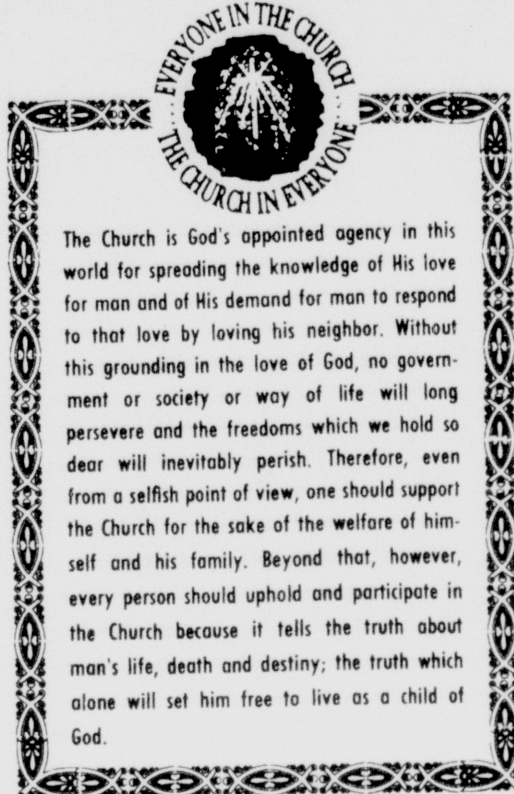 EVERYONE IN THE CHURCH
THE CHURCH IN EVERYONE
The Church is God's appointed agency in this
world for spreading the knowledge of His love
for man and of His demand for man to respond
to that love by loving his neighbor. Without
this grounding in the love of God, no govern-
ment or society or way of life will long
persevere and the freedoms which we hold so
dear will inevitably perish. Therefore, even
from a selfish point of view, one should support
the Church for the sake of the welfare of him-
self and his family. Beyond that, however,
every person should uphold and participate in
the Church because it tells the truth about
man's life, death and destiny; the truth which
alone will set him free to live as a child of
God.